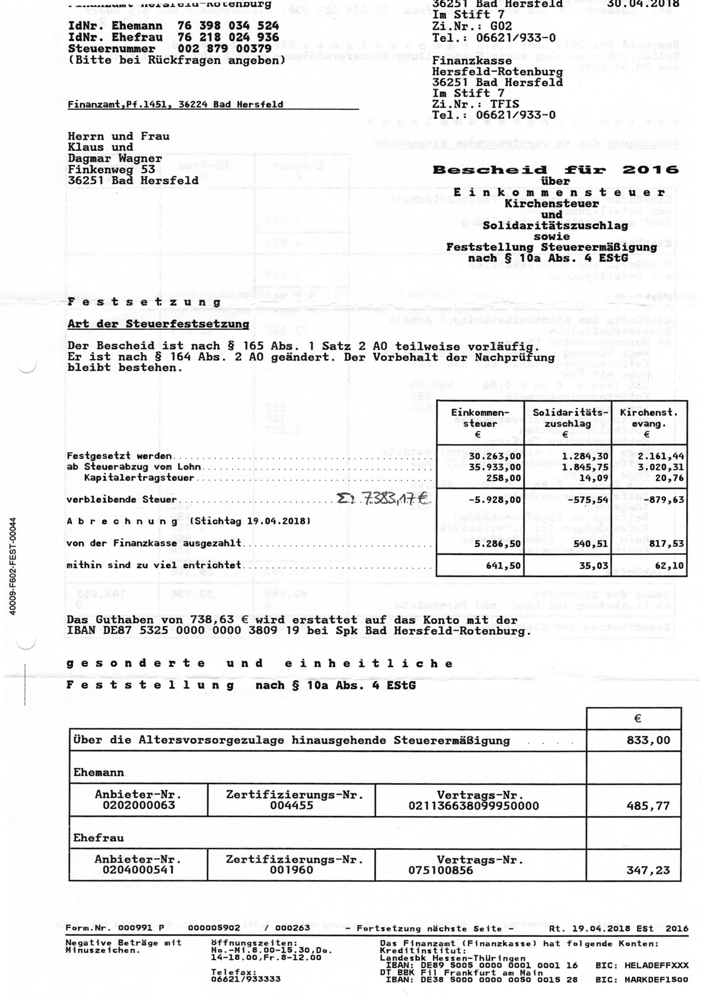 Finanzamt Hersfeld-Rotenburg
36251 Bad Hersfeld 30.04.2018
Im Stift 7
Zi.Nr.: G02
Tel.: 06621/933-0
IdNr. Ehemann 76 398 034 524
IdNr. Ehefrau 76 218 024 936
Steuernummer 002 879 00379
(Bitte bei Rückfragen angeben)
Finanzkasse
Hersfeld-Rotenburg
36251 Bad Hersfeld
Im Stift 7
Zi.Nr.: TFIS
Tel.: 06621/933-0
Finanzamt,Pf.1451, 36224 Bad Hersfeld
Herrn und Frau
Klaus und
Dagmar Wagner
Finkenweg 53
36251 Bad Hersfeld
Bescheid für 2016
über
Einkommensteuer
Kirchensteuer
und
Solidaritätszuschlag
sowie
Feststellung Steuerermäßigung
nach § 10a Abs. 4 EStG
Festsetzung
Art der Steuerfestsetzung
Der Bescheid ist nach § 165 Abs. 1 Satz 2 AO teilweise vorläufig.
Er ist nach § 164 Abs. 2 AO geändert. Der Vorbehalt der Nachprüfung
bleibt bestehen.
Einkommen- Solidaritäts- Kirchenst.
steuer zuschlag evang.
€ € €
Festgesetzt werden 30.263,00 1.284,30 2.161,44
ab Steuerabzug vom Lohn 35.933,00 1.845,75 3.020,31
Kapitalertragsteuer 258,00 14,09 20,76
verbleibende Steuer Σ: 7383,17€ -5.928,00 -575,54 -879,63
Abrechnung (Stichtag 19.04.2018)
von der Finanzkasse ausgezahlt 5.286,50 540,51 817,53
mithin sind zu viel entrichtet 641,50 35,03 62,10
Das Guthaben von 738,63 € wird erstattet auf das Konto mit der
IBAN DE87 5325 0000 0000 3809 19 bei Spk Bad Hersfeld-Rotenburg.
gesonderte und einheitliche
Feststellung nach § 10a Abs. 4 EStG
€
Über die Altersvorsorgezulage hinausgehende Steuerermäßigung . . . . 833,00
Ehemann
Anbieter-Nr. Zertifizierungs-Nr. Vertrags-Nr.
0202000063 004455 021136638099950000 485,77
Ehefrau
Anbieter-Nr. Zertifizierungs-Nr. Vertrags-Nr.
0204000541 001960 075100856 347,23
40009-F602-FEST-00044
Form.Nr. 000991 P 000005902 / 000263 - Fortsetzung nächste Seite - Rt. 19.04.2018 ESt 2016
Negative Beträge mit
Minuszeichen.
Öffnungszeiten:
Mo.-Mi.8.00-15.30,Do.
14-18.00,Fr.8-12.00
Telefax:
06621/933333
Das Finanzamt (Finanzkasse) hat folgende Konten:
Kreditinstitut:
Landesbk Hessen-Thüringen
IBAN: DE89 5005 0000 0001 0001 16 BIC: HELADEFFXXX
DT BBK Fil Frankfurt am Main
IBAN: DE38 5000 0000 0050 0015 28 BIC: MARKDEF1500